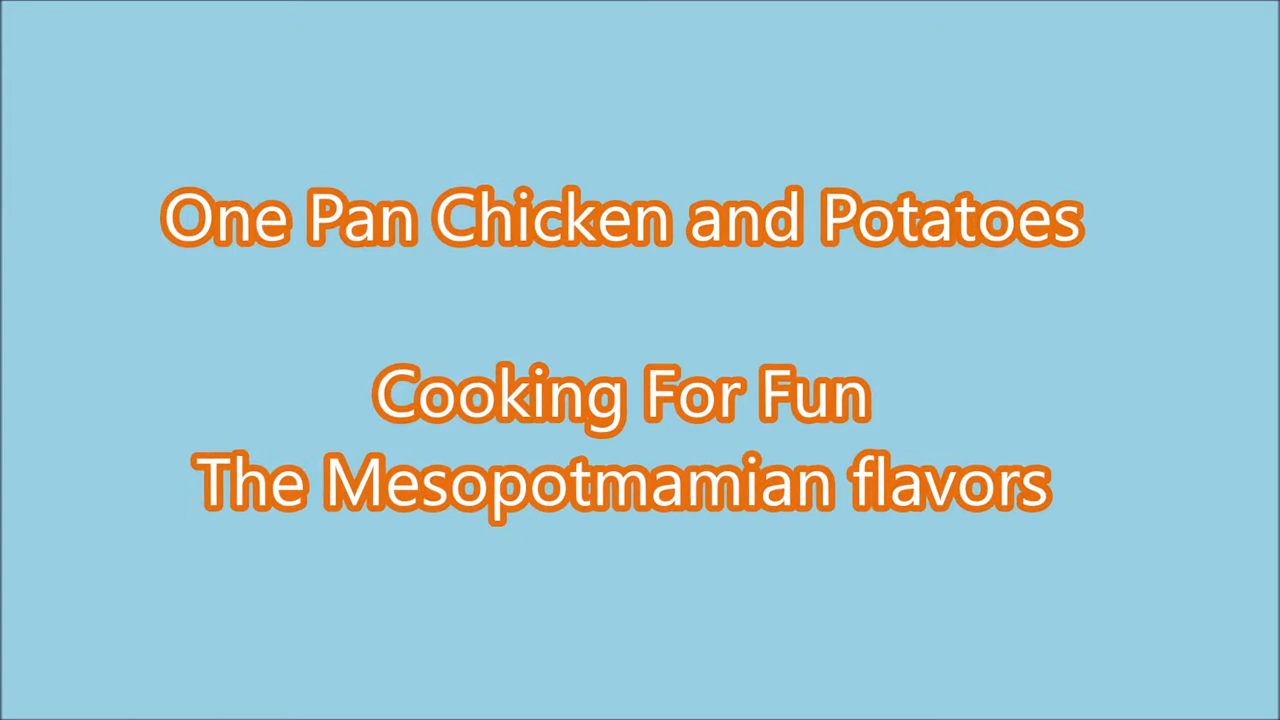 One Pan Chicken and Potatoes
Cooking For Fun
The Mesopotmamian flavors